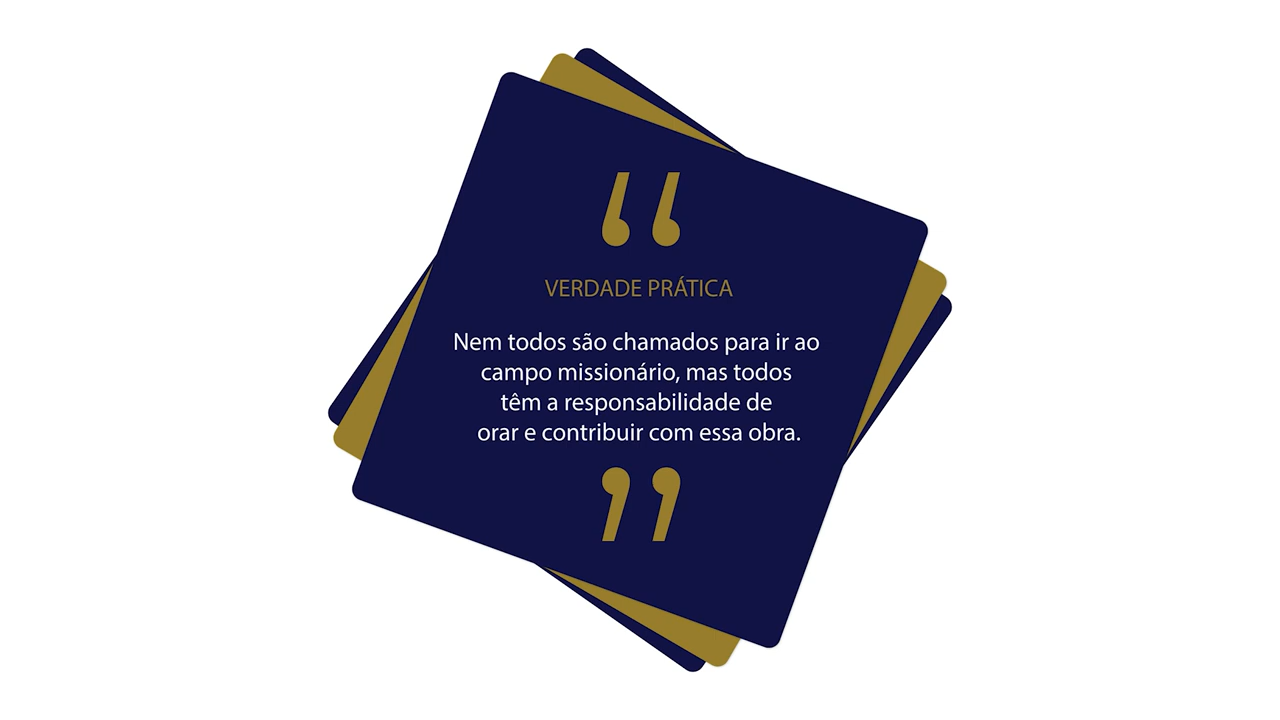 “
VERDADE PRÁTICA
Nem todos são chamados para ir ao
campo missionário, mas todos
têm a responsabilidade de
orar e contribuir com essa obra.
”